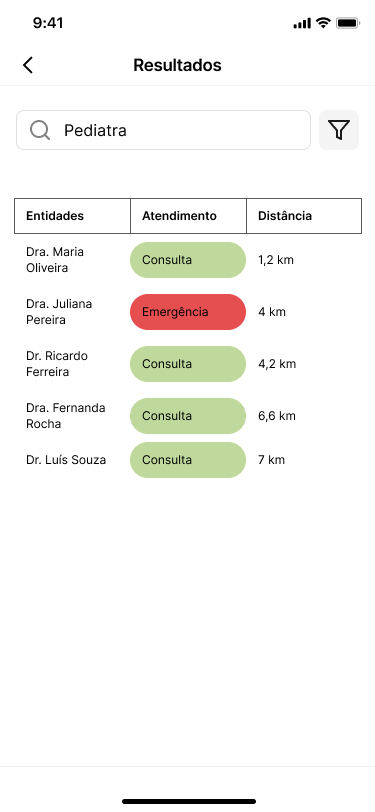 9:41
Resultados
Pediatra
Entidades Atendimento Distância
Dra. Maria
Oliveira
Consulta
1,2 km
Dra. Juliana
Pereira
Emergência
4 km
Dr. Ricardo
Ferreira
Consulta
4,2 km
Dra. Fernanda
Rocha
Consulta
6,6 km
Dr. Luís Souza Consulta 7 km